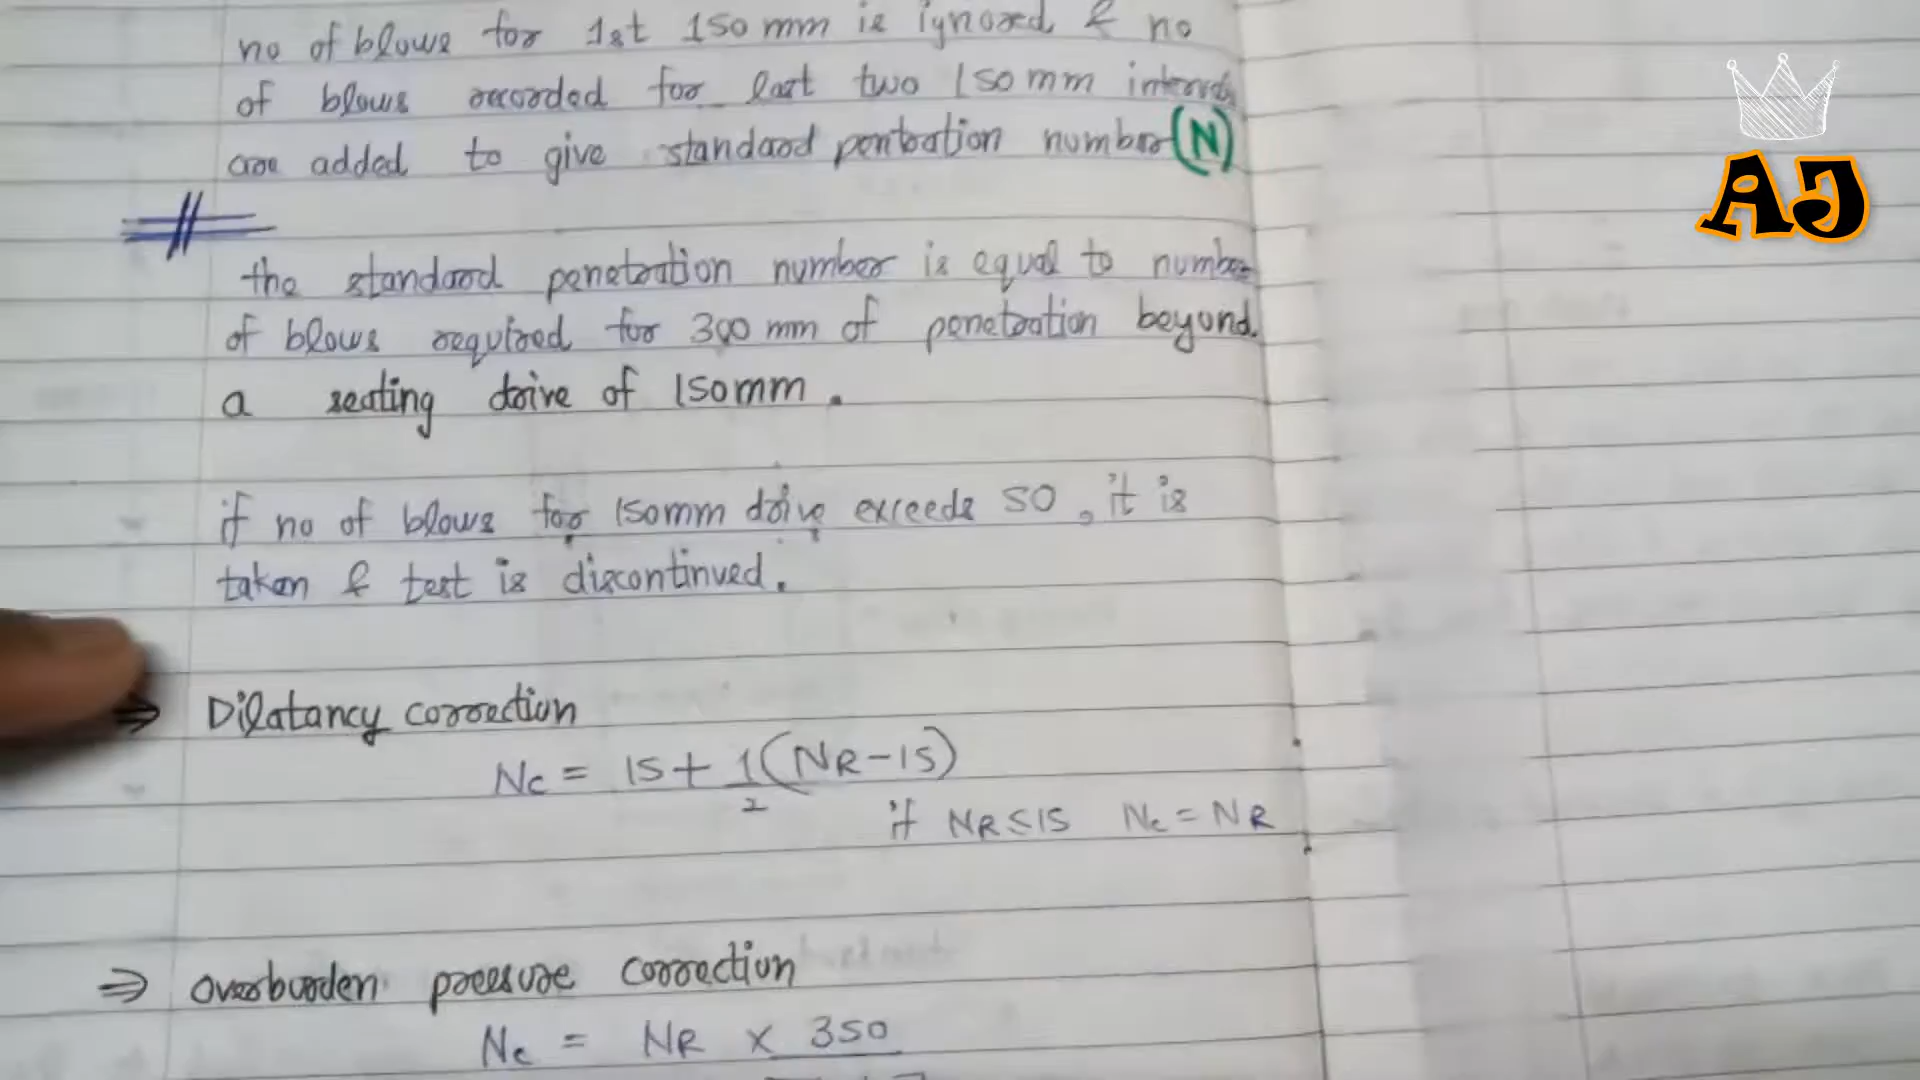 no of blows for 1st 150 mm is ignored & no
of blows recorded for last two 150 mm intervals
are added to give standard pentration number (N)
the standard penetration number is equal to number
of blows required for 300 mm of penetration beyond.
a seating drive of 150mm.
if no of blows for 150mm drive exceeds 50, it is
taken & test is discontinued.
⇒ Dilatancy correction
Nc = 15 + 1/2 (NR - 15)
if NR ≤ 15 Nc = NR
⇒ overburden pressure correction
Nc = NR × 350
AJ